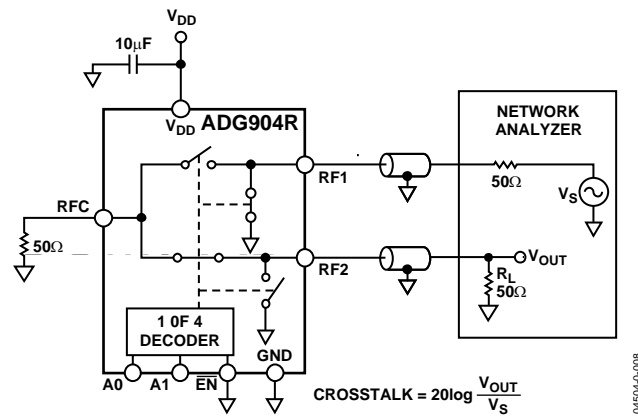 VDD
10µF
VDD
ADG904R
NETWORK
ANALYZER
RF1
50Ω
VS
RFC
50Ω
RF2
VOUT
RL
50Ω
1 0F 4
DECODER
GND
A0
A1
EN
CROSSTALK = 20log VOUT/VS
04504-0-008